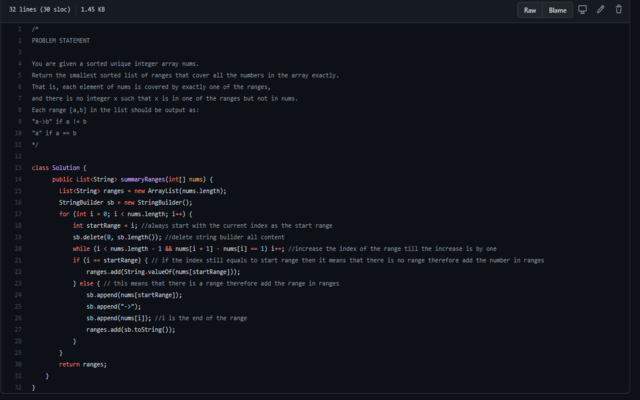 32 lines (30 sloc) | 1.45 KB
Raw Blame
1 /*
2 PROBLEM STATEMENT
3
4 You are given a sorted unique integer array nums.
5 Return the smallest sorted list of ranges that cover all the numbers in the array exactly.
6 That is, each element of nums is covered by exactly one of the ranges,
7 and there is no integer x such that x is in one of the ranges but not in nums.
8 Each range [a,b] in the list should be output as:
9 "a->b" if a != b
10 "a" if a == b
11 */
12
13 class Solution {
14 public List<String> summaryRanges(int[] nums) {
15 List<String> ranges = new ArrayList(nums.length);
16 StringBuilder sb = new StringBuilder();
17 for (int i = 0; i < nums.length; i++) {
18 int startRange = i; //always start with the current index as the start range
19 sb.delete(0, sb.length()); //delete string builder all content
20 while (i < nums.length - 1 && nums[i + 1] - nums[i] == 1) i++; //increase the index of the range till the increase is by one
21 if (i == startRange) { // if the index still equals to start range then it means that there is no range therefore add the number in ranges
22 ranges.add(String.valueOf(nums[startRange]));
23 } else { // this means that there is a range therefore add the range in ranges
24 sb.append(nums[startRange]);
25 sb.append("->");
26 sb.append(nums[i]); //i is the end of the range
27 ranges.add(sb.toString());
28 }
29 }
30 return ranges;
31 }
32 }